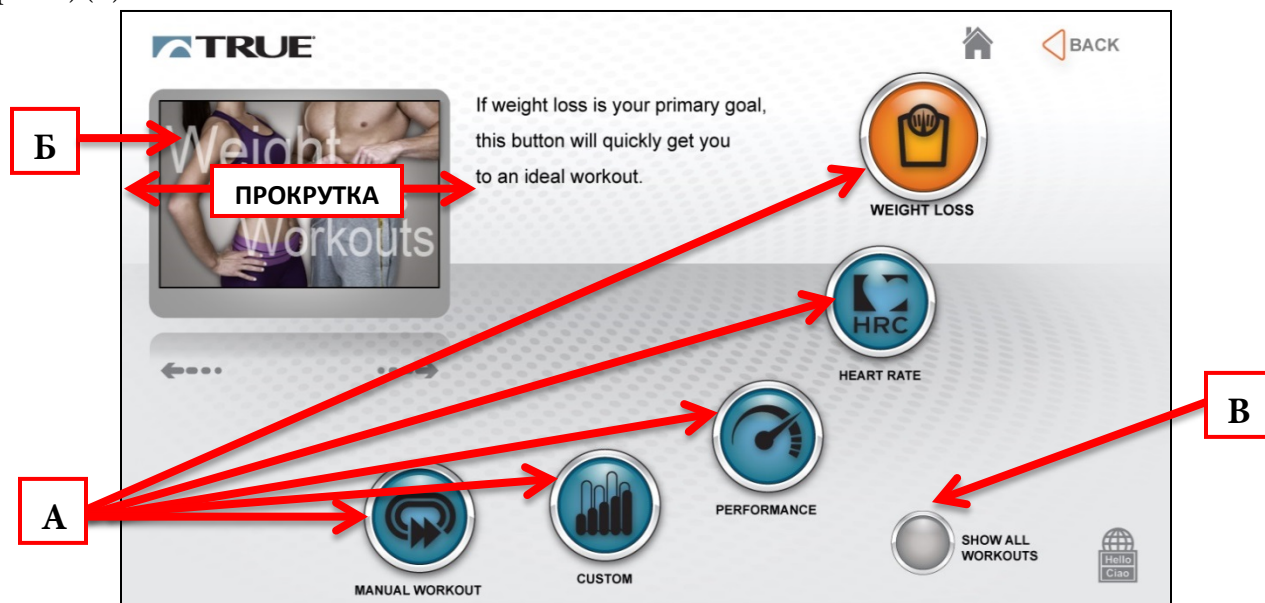 TRUE
BACK
Б
Weight
ПРОКРУТКА
Workouts
If weight loss is your primary goal,
this button will quickly get you
to an ideal workout.
WEIGHT LOSS
HRC
HEART RATE
В
А
PERFORMANCE
MANUAL WORKOUT
CUSTOM
SHOW ALL
WORKOUTS
Hello
Ciao